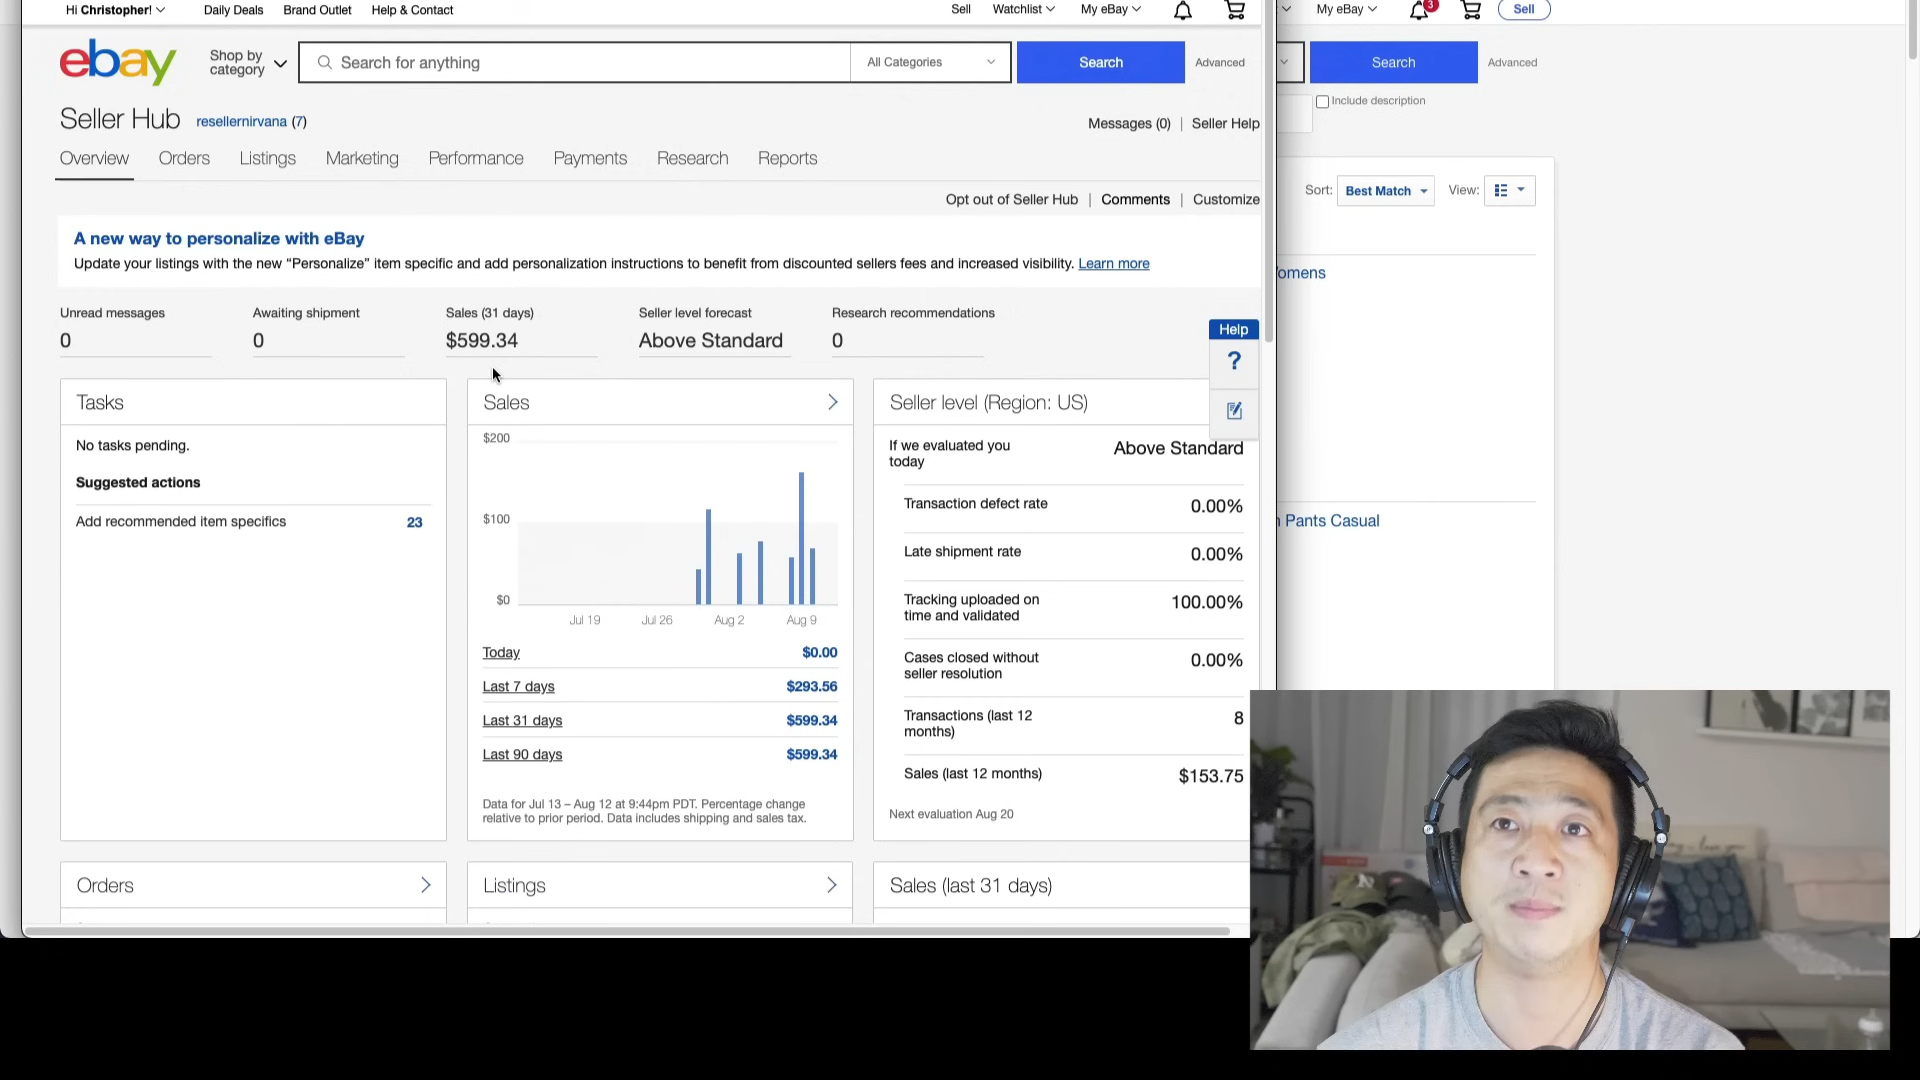 Hi Christopher!
Daily Deals
Brand Outlet
Help & Contact
Sell
Watchlist
My eBay
My eBay
3
Sell
ebay
Shop by
category
Search for anything
All Categories
Search
Advanced
Search
Advanced
Include description
Seller Hub
resellernirvana (7)
Messages (0) | Seller Help
Overview
Orders
Listings
Marketing
Performance
Payments
Research
Reports
Opt out of Seller Hub | Comments | Customize
Sort:
Best Match
View:
A new way to personalize with eBay
Update your listings with the new “Personalize” item specific and add personalization instructions to benefit from discounted sellers fees and increased visibility. Learn more
omens
Unread messages
0
Awaiting shipment
0
Sales (31 days)
$599.34
Seller level forecast
Above Standard
Research recommendations
0
Help
?
Tasks
No tasks pending.
Suggested actions
Add recommended item specifics
23
Sales
$200
$100
$0
Jul 19
Jul 26
Aug 2
Aug 9
Today
$0.00
Last 7 days
$293.56
Last 31 days
$599.34
Last 90 days
$599.34
Data for Jul 13 – Aug 12 at 9:44pm PDT. Percentage change
relative to prior period. Data includes shipping and sales tax.
Seller level (Region: US)
If we evaluated you
today
Above Standard
Transaction defect rate
0.00%
Late shipment rate
0.00%
Tracking uploaded on
time and validated
100.00%
Cases closed without
seller resolution
0.00%
Transactions (last 12
months)
8
Sales (last 12 months)
$153.75
Next evaluation Aug 20
Pants Casual
Orders
Listings
Sales (last 31 days)